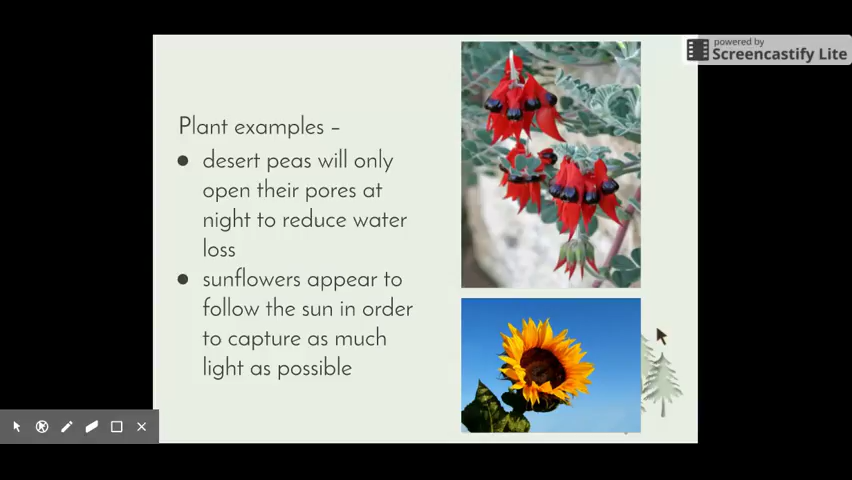 powered by
Screencastify Lite
Plant examples –
● desert peas will only
open their pores at
night to reduce water
loss
● sunflowers appear to
follow the sun in order
to capture as much
light as possible